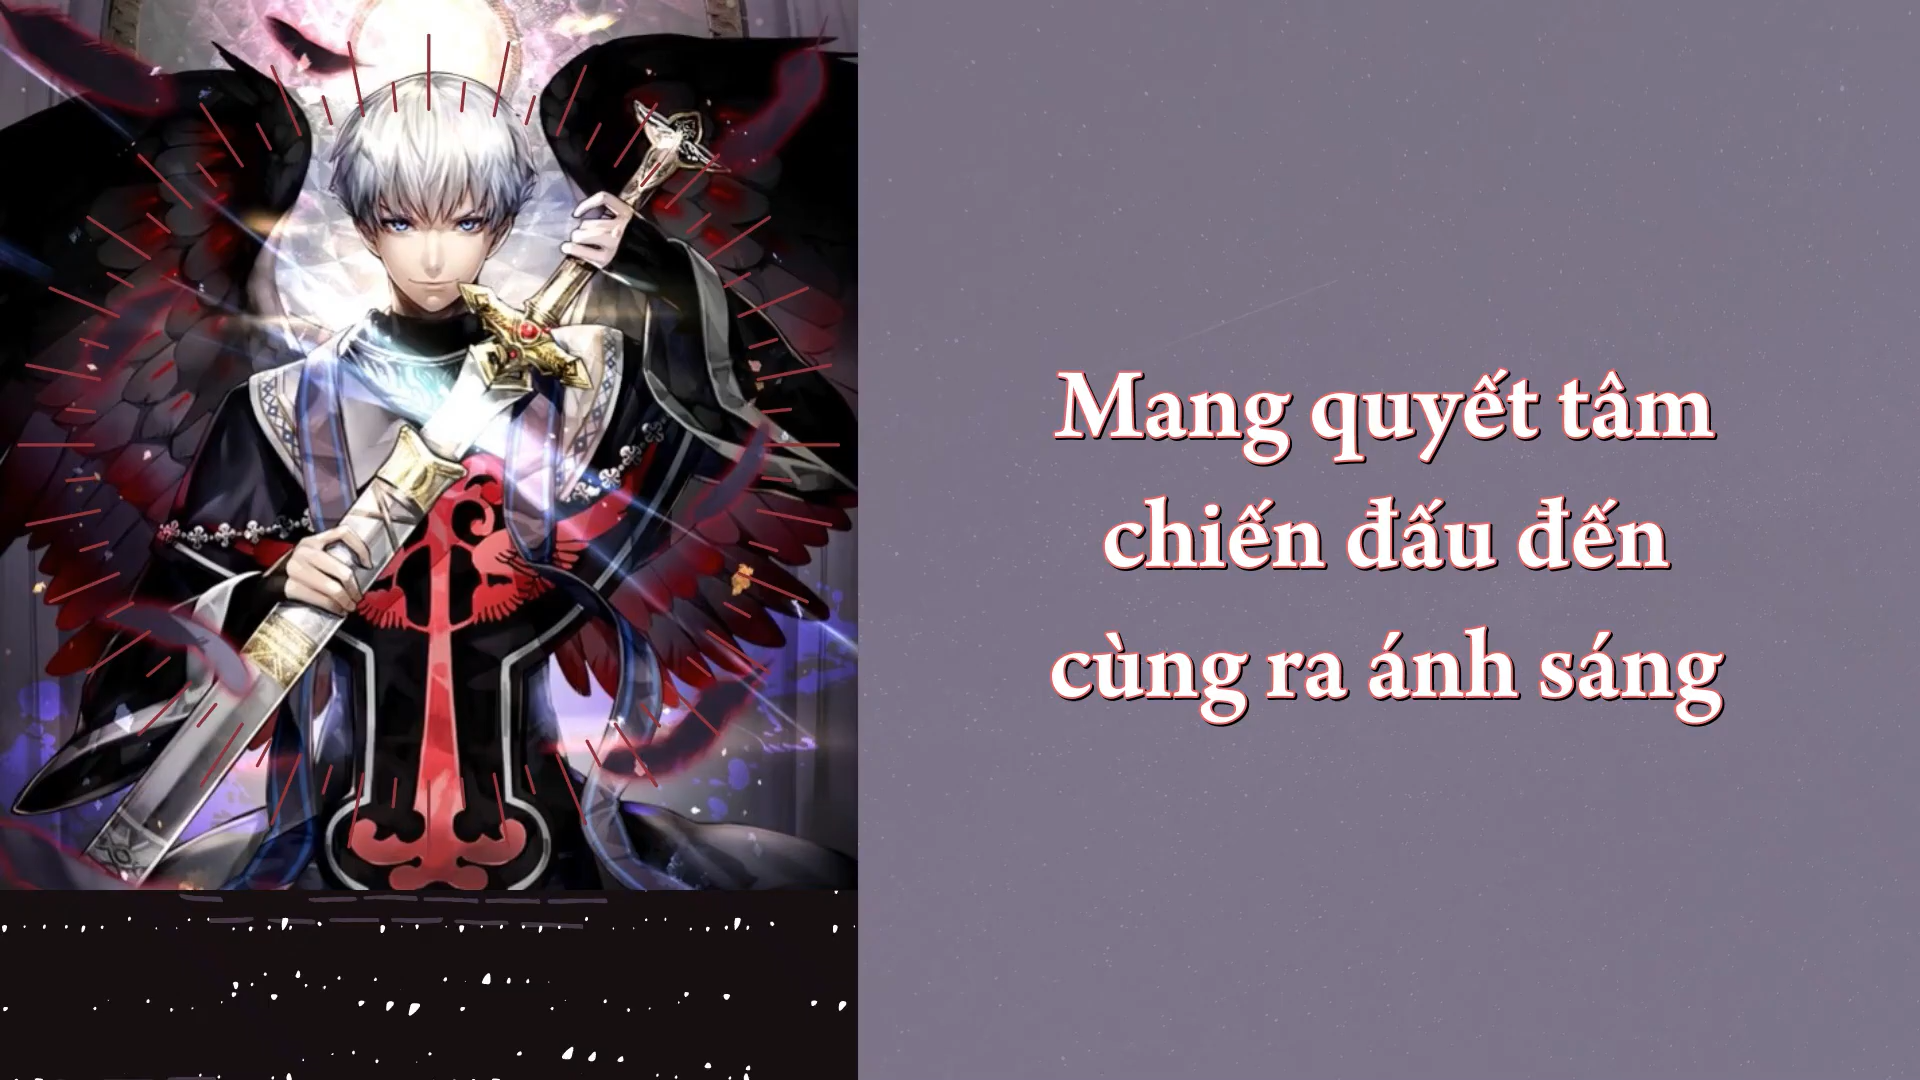 Mang quyết tâm
chiến đấu đến
cùng ra ánh sáng